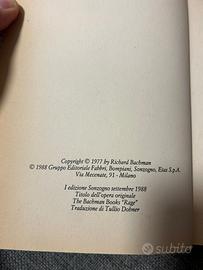 Copyright © 1977 by Richard Bachman
© 1988 Gruppo Editoriale Fabbri, Bompiani, Sonzogno, Etas S.p.A.
Via Mecenate, 91 - Milano
I edizione Sonzogno settembre 1988
Titolo dell'opera originale
The Bachman Books "Rage"
Traduzione di Tullio Dobner
subito